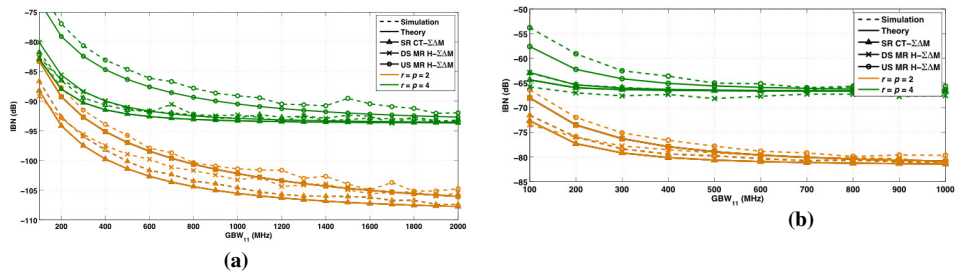 -75
-80
-85
-90
-95
-100
-105
-110
IBN (dB)
200
400
600
800
1000
1200
1400
1600
1800
2000
GBW11 (MHz)
Simulation
Theory
SR CT-ΣΔM
DS MR H-ΣΔM
US MR H-ΣΔM
r = p = 2
r = p = 4
(a)
-50
-55
-60
-65
-70
-75
-80
-85
IBN (dB)
100
200
300
400
500
600
700
800
900
1000
GBW11 (MHz)
Simulation
Theory
SR CT-ΣΔM
DS MR H-ΣΔM
US MR H-ΣΔM
r = p = 2
r = p = 4
(b)